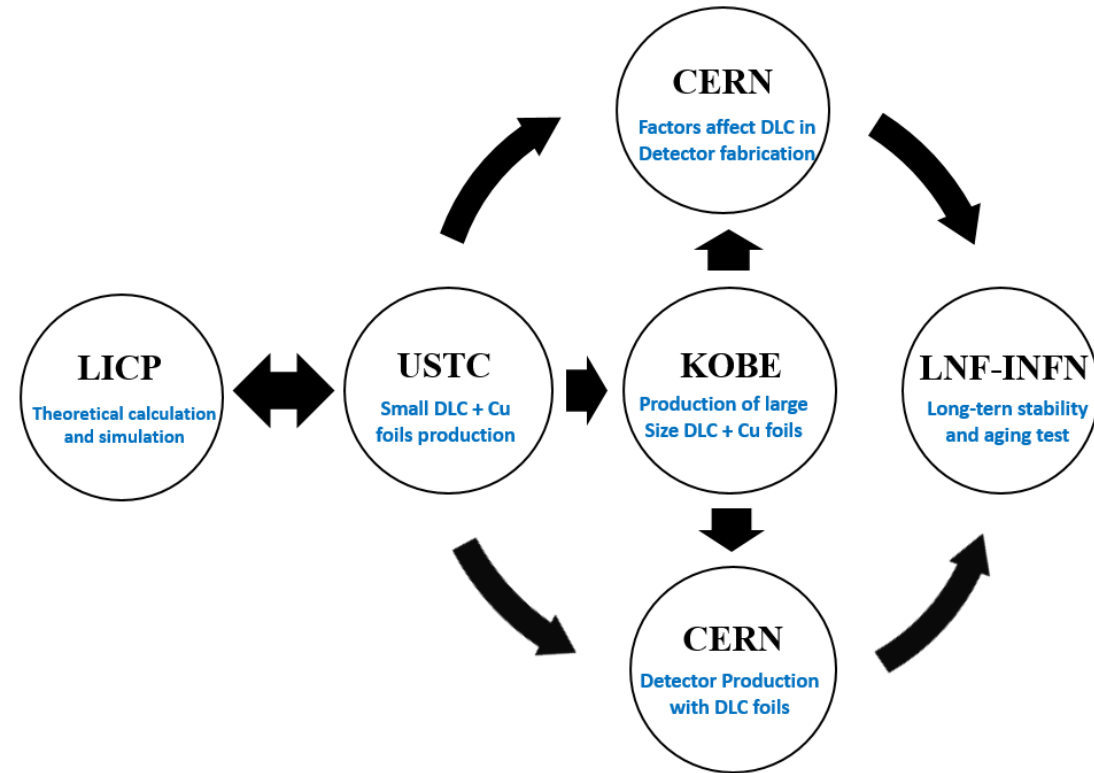 CERN
Factors affect DLC in
Detector fabrication
LICP
Theoretical calculation
and simulation
USTC
Small DLC + Cu
foils production
KOBE
Production of large
Size DLC + Cu foils
LNF-INFN
Long-tern stability
and aging test
CERN
Detector Production
with DLC foils